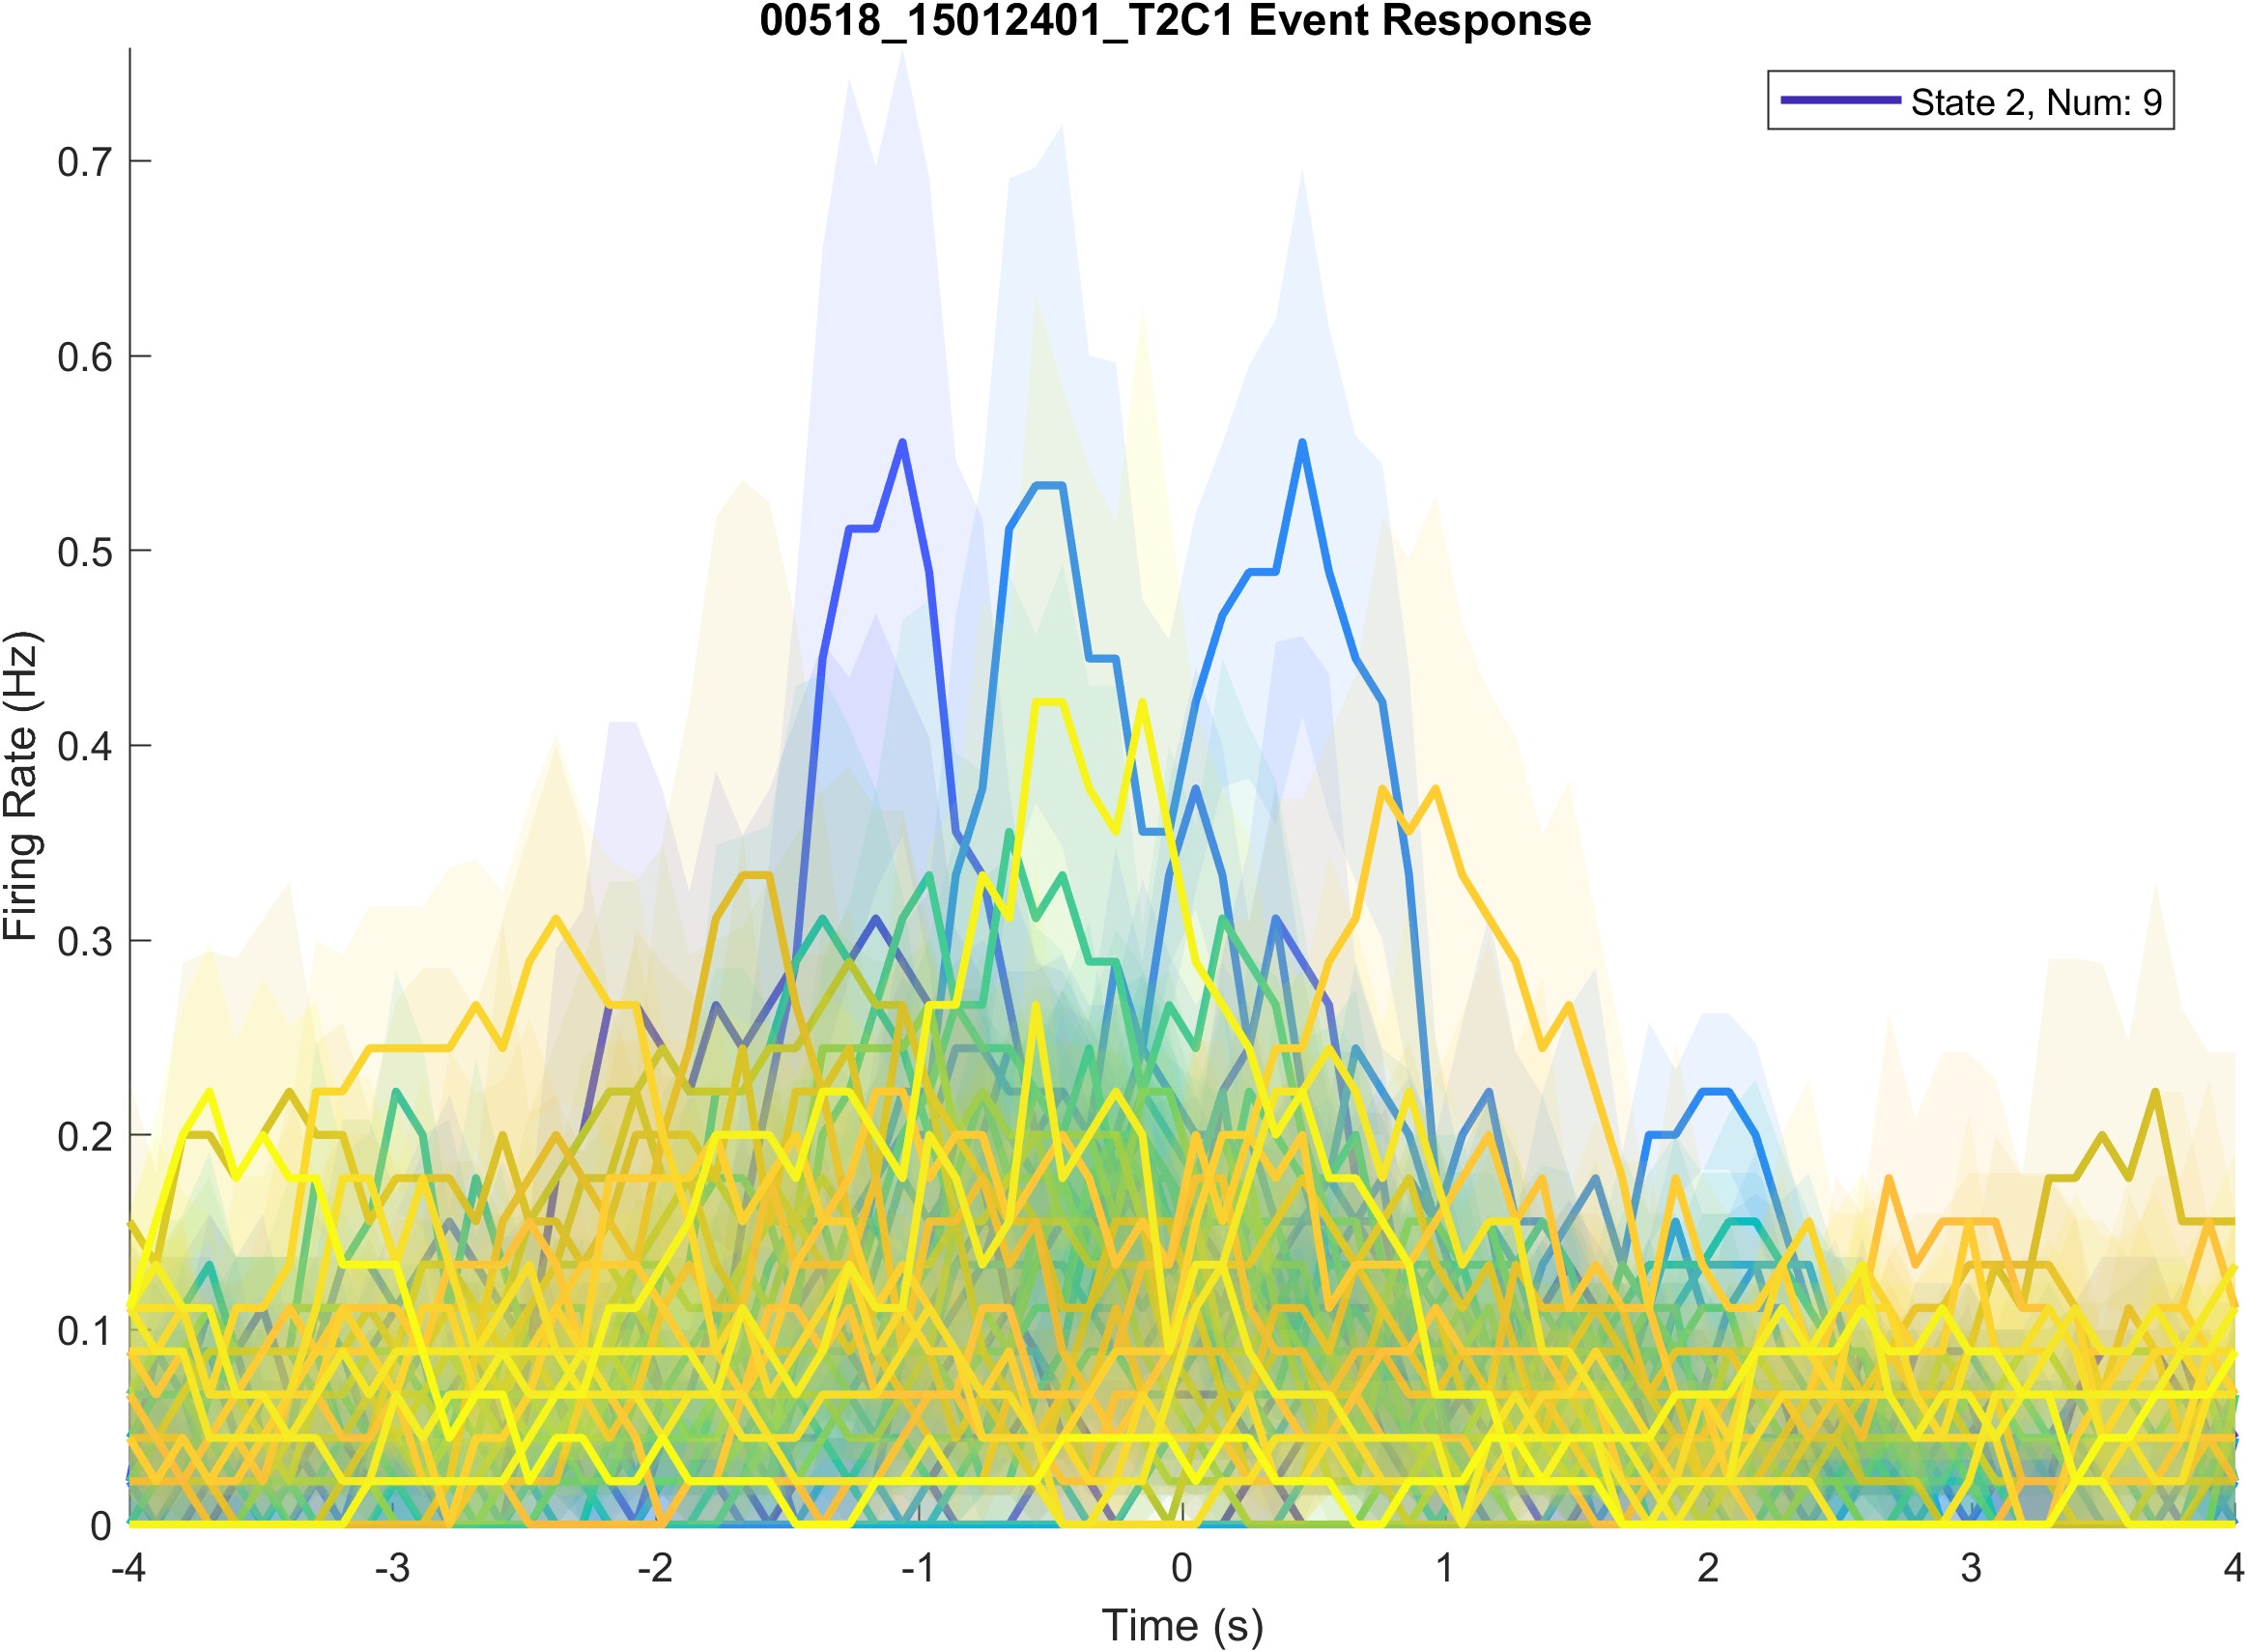 00518_15012401_T2C1 Event Response
State 2, Num: 9
0.7
0.6
0.5
0.4
0.3
0.2
0.1
0
Firing Rate (Hz)
-4 -3 -2 -1 0 1 2 3 4
Time (s)